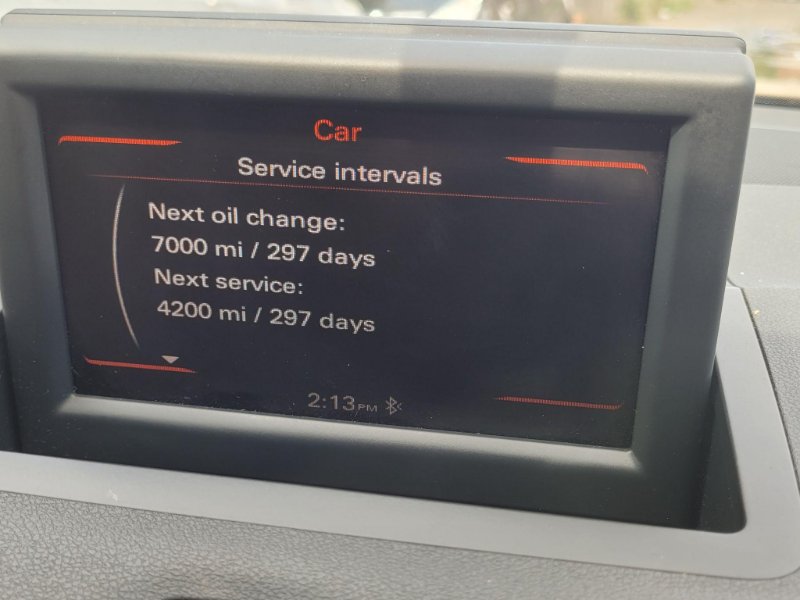 Car
Service intervals
Next oil change:
7000 mi / 297 days
Next service:
4200 mi / 297 days
2:13PM